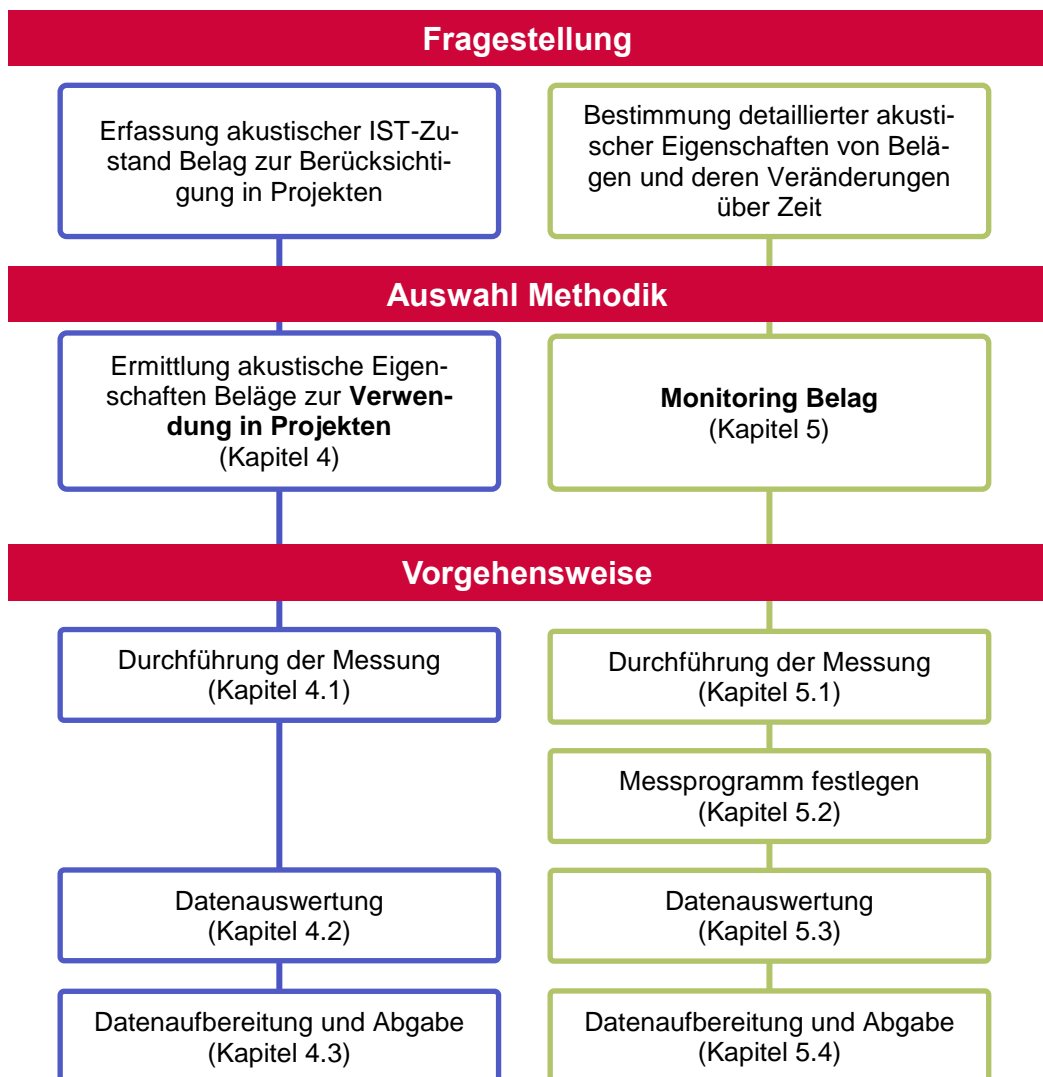 Fragestellung
Erfassung akustischer IST-Zu-
stand Belag zur Berücksichti-
gung in Projekten
Bestimmung detaillierter akusti-
scher Eigenschaften von Belä-
gen und deren Veränderungen
über Zeit
Auswahl Methodik
Ermittlung akustische Eigen-
schaften Beläge zur Verwen-
dung in Projekten
(Kapitel 4)
Monitoring Belag
(Kapitel 5)
Vorgehensweise
Durchführung der Messung
(Kapitel 4.1)
Durchführung der Messung
(Kapitel 5.1)
Messprogramm festlegen
(Kapitel 5.2)
Datenauswertung
(Kapitel 4.2)
Datenauswertung
(Kapitel 5.3)
Datenaufbereitung und Abgabe
(Kapitel 4.3)
Datenaufbereitung und Abgabe
(Kapitel 5.4)